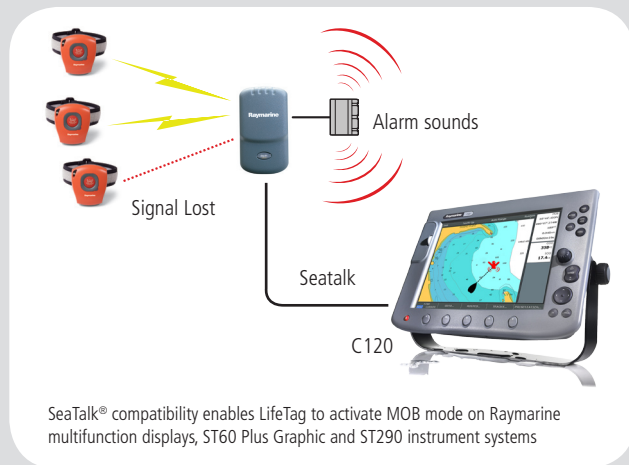 Raymarine
Alarm sounds
Signal Lost
Seatalk
C120
SeaTalk® compatibility enables LifeTag to activate MOB mode on Raymarine
multifunction displays, ST60 Plus Graphic and ST290 instrument systems